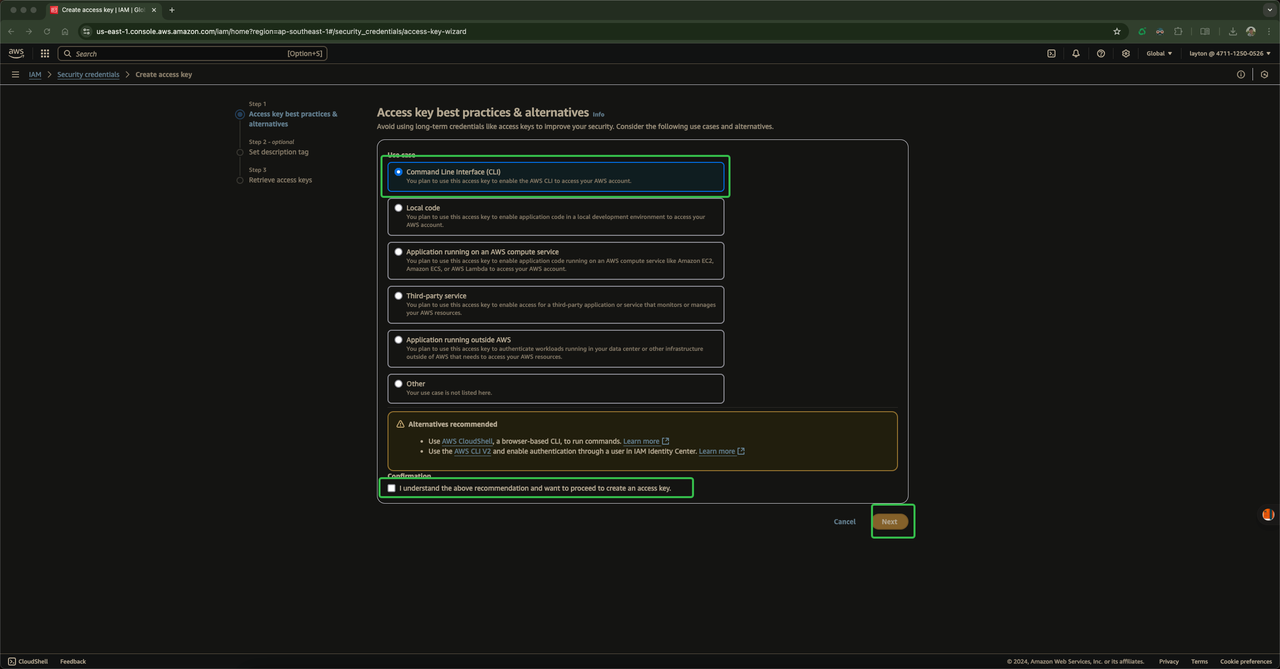 Create access key | IAM | Glo
us-east-1.console.aws.amazon.com/iam/home?region=ap-southeast-1#/security_credentials/access-key-wizard
aws
Search
[Option+S]
Global
layton @ 4711-1250-0526
IAM
Security credentials
Create access key
Step 1
Access key best practices &
alternatives
Step 2 - optional
Set description tag
Step 3
Retrieve access keys
Access key best practices & alternatives Info
Avoid using long-term credentials like access keys to improve your security. Consider the following use cases and alternatives.
Use case
Command Line Interface (CLI)
You plan to use this access key to enable the AWS CLI to access your AWS account.
Local code
You plan to use this access key to enable application code in a local development environment to access your
AWS account.
Application running on an AWS compute service
You plan to use this access key to enable application code running on an AWS compute service like Amazon EC2,
Amazon ECS, or AWS Lambda to access your AWS account.
Third-party service
You plan to use this access key to enable access for a third-party application or service that monitors or manages
your AWS resources.
Application running outside AWS
You plan to use this access key to authenticate workloads running in your data center or other infrastructure
outside of AWS that needs to access your AWS resources.
Other
Your use case is not listed here.
Alternatives recommended
• Use AWS CloudShell, a browser-based CLI, to run commands. Learn more
• Use the AWS CLI V2 and enable authentication through a user in IAM Identity Center. Learn more
Confirmation
I understand the above recommendation and want to proceed to create an access key.
Cancel
Next
CloudShell
Feedback
© 2024, Amazon Web Services, Inc. or its affiliates.
Privacy
Terms
Cookie preferences